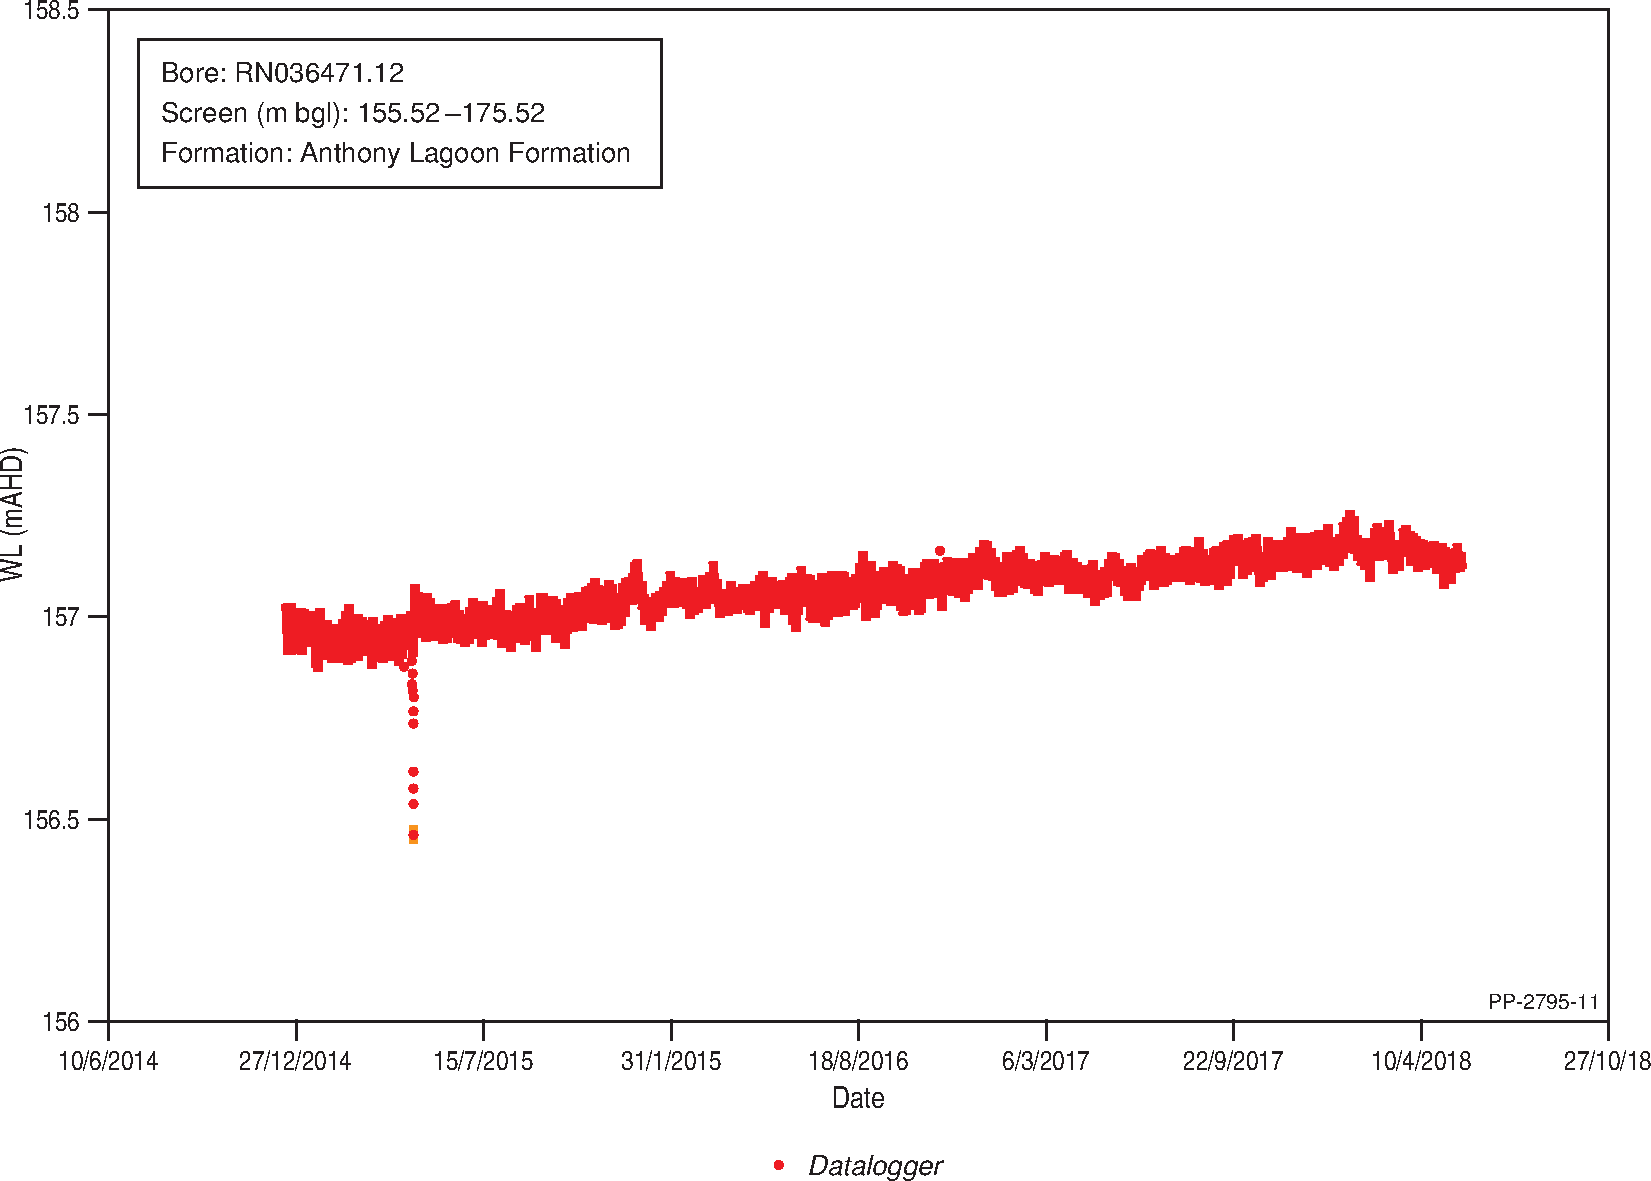 158.5
Bore: RN036471.12
Screen (m bgl): 155.52–175.52
Formation: Anthony Lagoon Formation
158
157.5
WL (mAHD)
157
156.5
PP-2795-11
156
10/6/2014 27/12/2014 15/7/2015 31/1/2015 18/8/2016 6/3/2017 22/9/2017 10/4/2018 27/10/18
Date
Datalogger